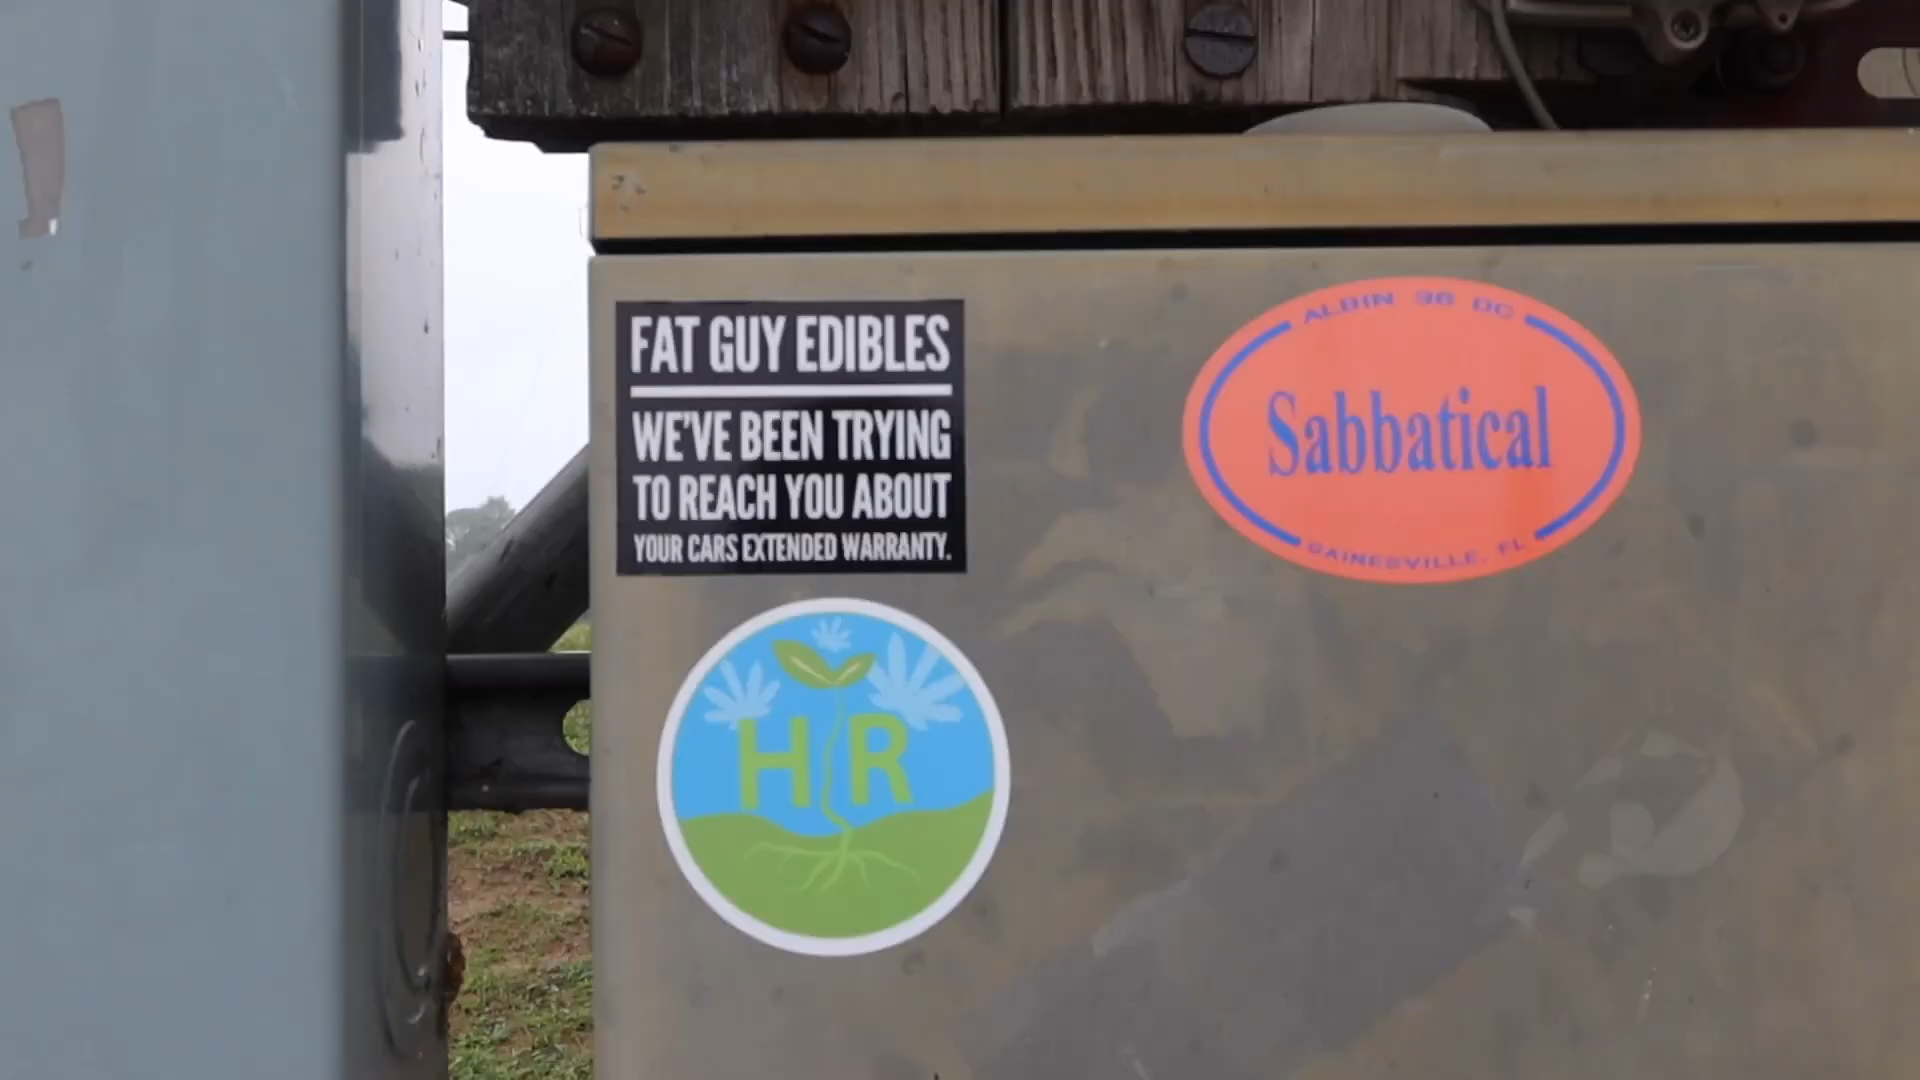 FAT GUY EDIBLES
WE'VE BEEN TRYING
TO REACH YOU ABOUT
YOUR CARS EXTENDED WARRANTY.
ALBIN 36 DC
Sabbatical
GAINESVILLE, FL
H R